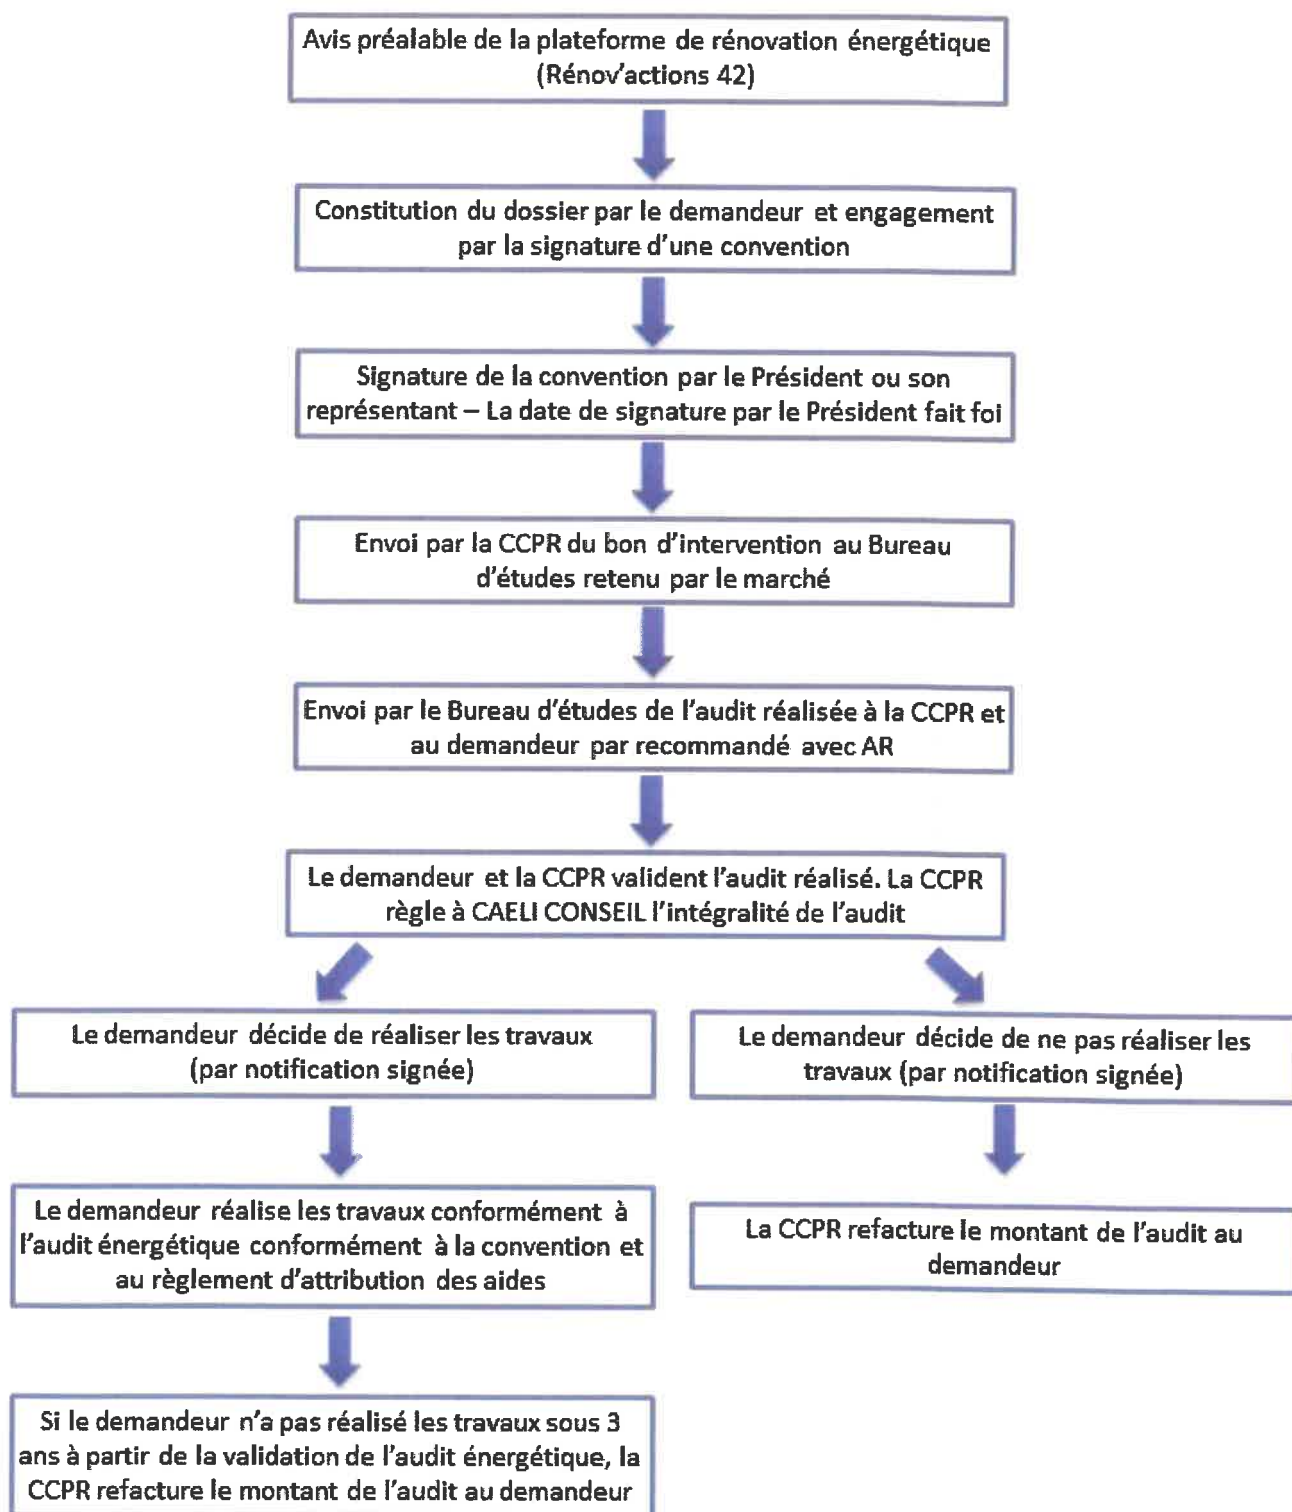 Avis préalable de la plateforme de rénovation énergétique
(Rénov'actions 42)
Constitution du dossier par le demandeur et engagement
par la signature d'une convention
Signature de la convention par le Président ou son
représentant – La date de signature par le Président fait foi
Envoi par la CCPR du bon d'intervention au Bureau
d'études retenu par le marché
Envoi par le Bureau d'études de l'audit réalisée à la CCPR et
au demandeur par recommandé avec AR
Le demandeur et la CCPR valident l'audit réalisé. La CCPR
règle à CAELI CONSEIL l'intégralité de l'audit
Le demandeur décide de réaliser les travaux
(par notification signée)
Le demandeur réalise les travaux conformément à
l'audit énergétique conformément à la convention et
au règlement d'attribution des aides
Si le demandeur n'a pas réalisé les travaux sous 3
ans à partir de la validation de l'audit énergétique, la
CCPR refacture le montant de l'audit au demandeur
Le demandeur décide de ne pas réaliser les
travaux (par notification signée)
La CCPR refacture le montant de l'audit au
demandeur